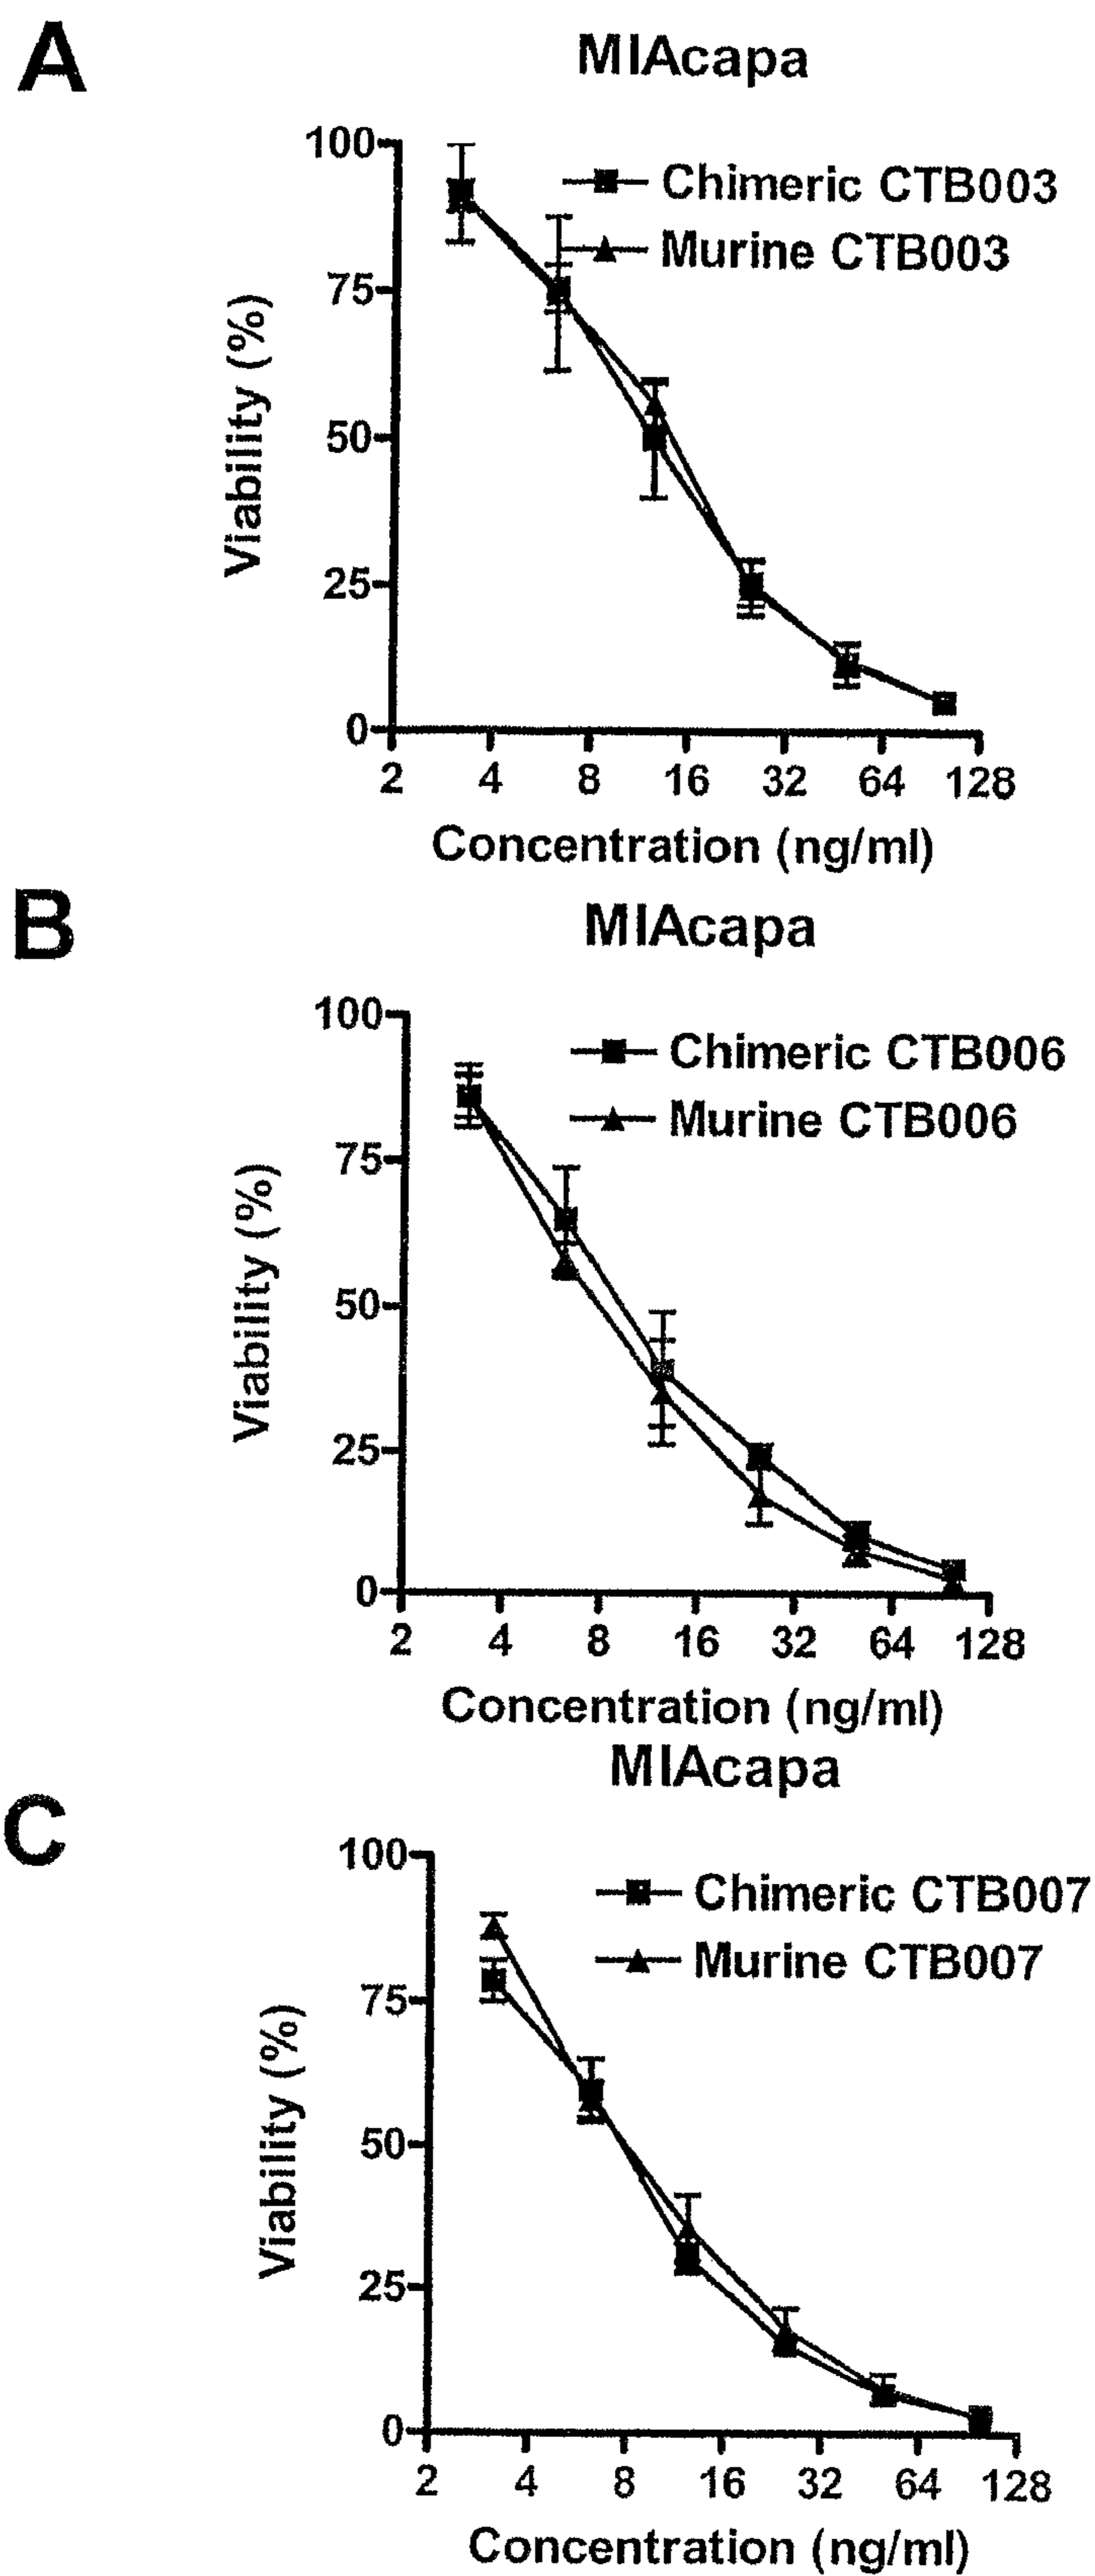 A
MIAcapa
100
Chimeric CTB003
Murine CTB003
75
50
25
0
Viability (%)
2 4 8 16 32 64 128
Concentration (ng/ml)
B
MIAcapa
100
Chimeric CTB006
Murine CTB006
75
50
25
0
Viability (%)
2 4 8 16 32 64 128
Concentration (ng/ml)
C
MIAcapa
100
Chimeric CTB007
Murine CTB007
75
50
25
0
Viability (%)
2 4 8 16 32 64 128
Concentration (ng/ml)